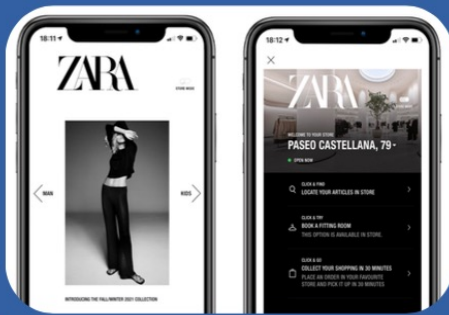 18:11
ZARA
STORE MODE
MAN
KIDS
INTRODUCING THE FALL/WINTER 2021 COLLECTION
18:12
ZARA
WELCOME TO YOUR STORE
PASEO CASTELLANA, 79
OPEN NOW
CLICK & FIND
LOCATE YOUR ARTICLES IN STORE
CLICK & TRY
BOOK A FITTING ROOM
THIS OPTION IS AVAILABLE IN STORE.
CLICK & GO
COLLECT YOUR SHOPPING IN 30 MINUTES
PLACE AN ORDER IN YOUR FAVOURITE
STORE AND PICK IT UP IN 30 MINUTES